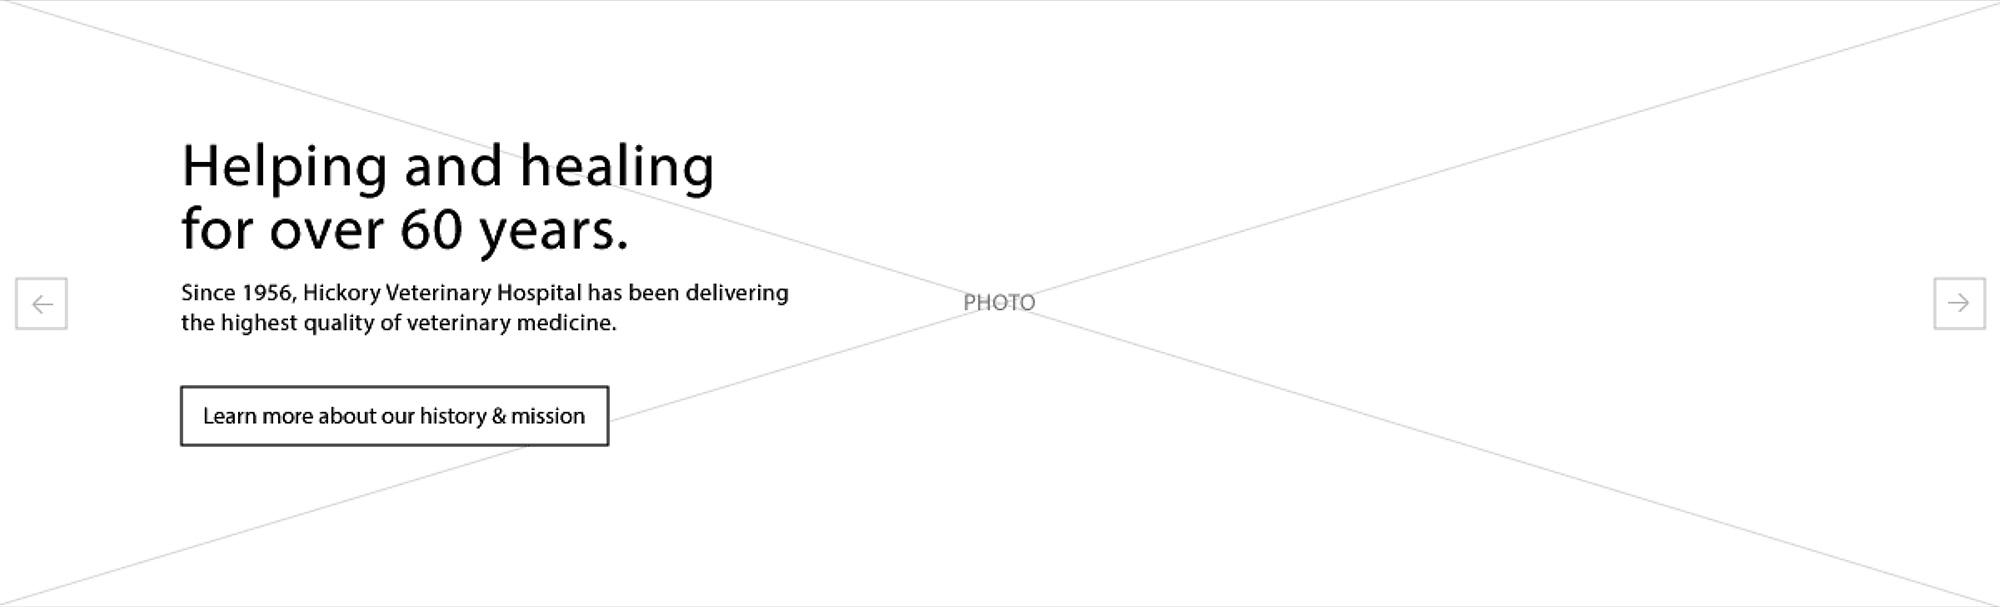 Helping and healing
for over 60 years.
Since 1956, Hickory Veterinary Hospital has been delivering
the highest quality of veterinary medicine.
PHOTO
Learn more about our history & mission